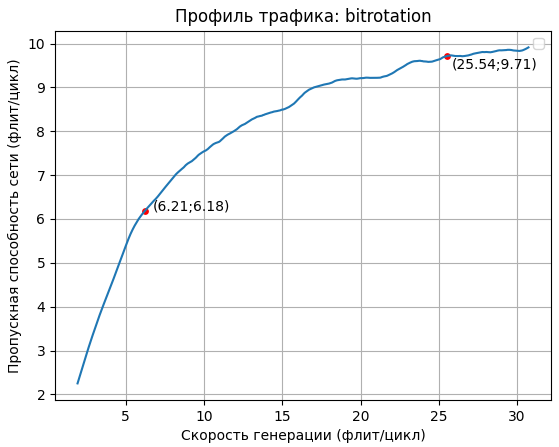 Профиль трафика: bitrotation
Пропускная способность сети (флит/цикл)
10
9
8
7
6
5
4
3
2
(25.54;9.71)
(6.21;6.18)
5 10 15 20 25 30
Скорость генерации (флит/цикл)